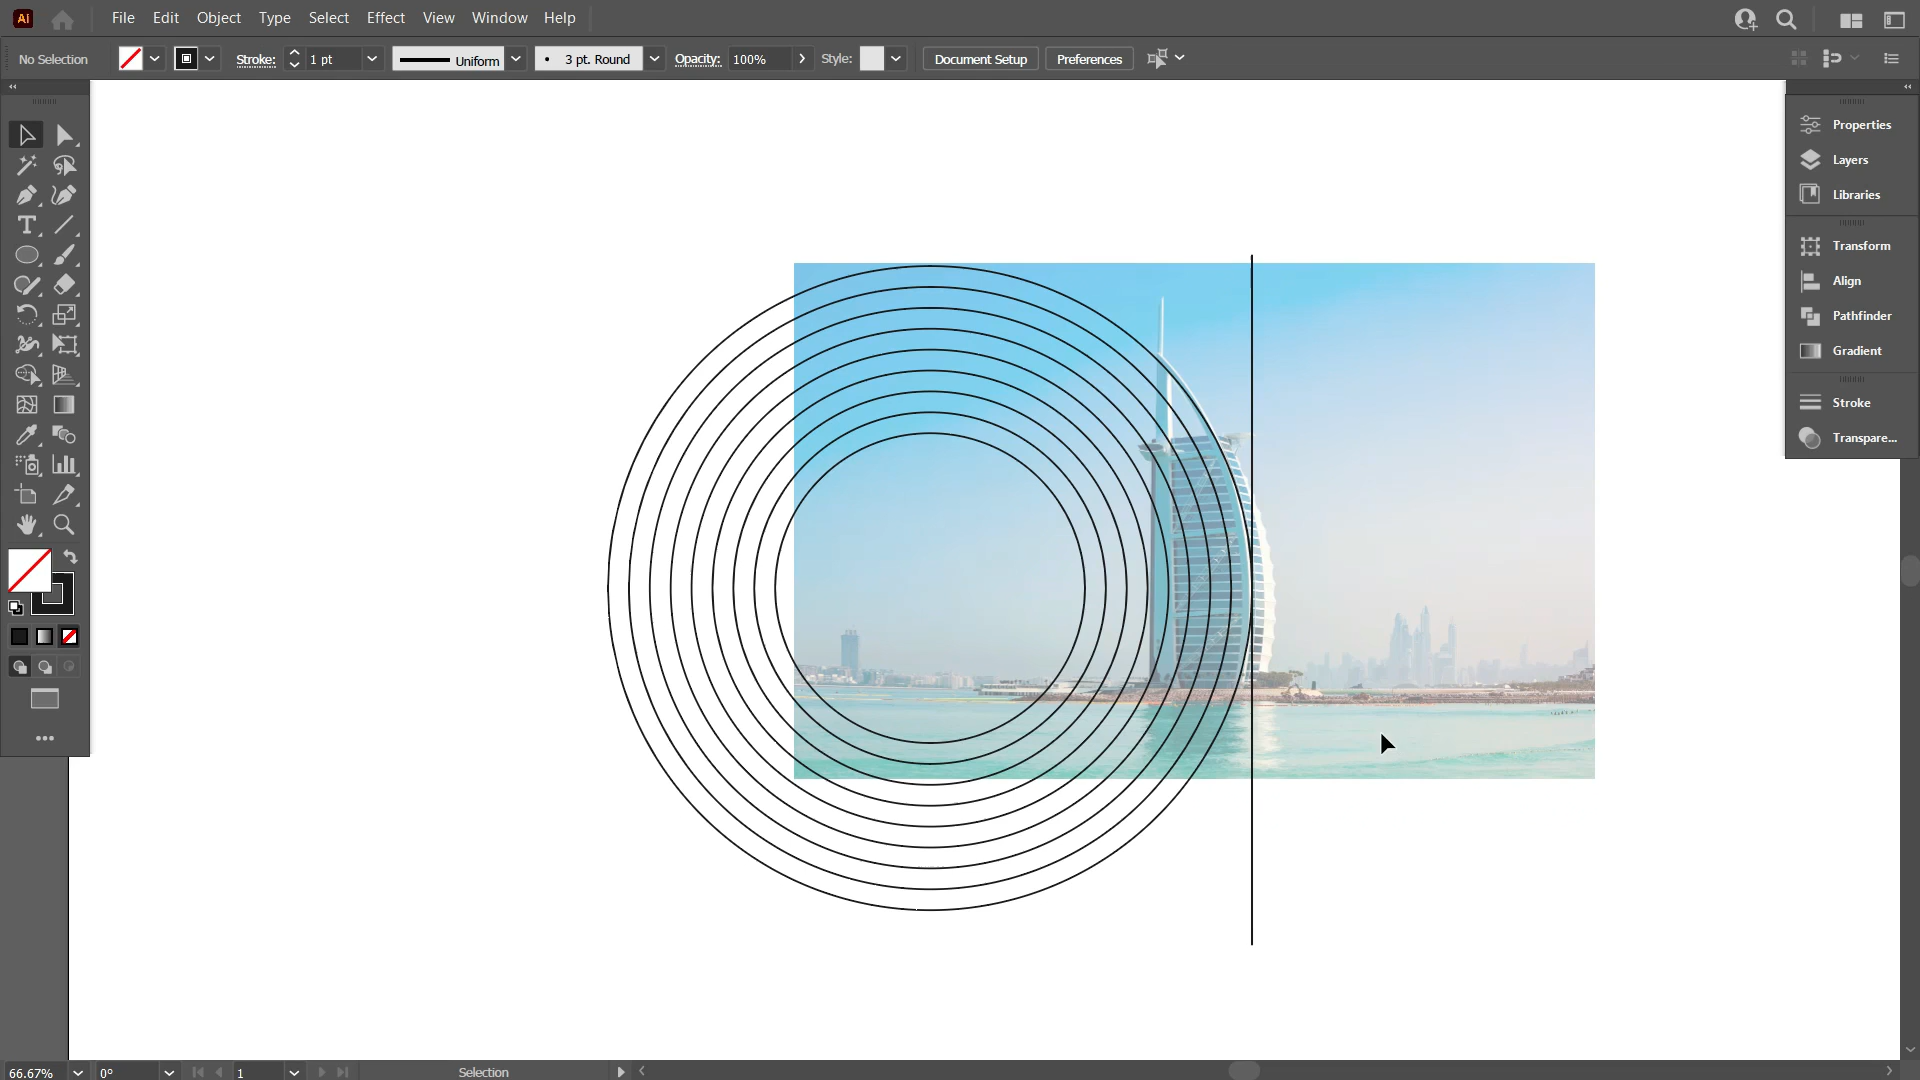 Ai File Edit Object Type Select Effect View Window Help
No Selection Stroke: 1 pt Uniform 3 pt. Round Opacity: 100% Style: Document Setup Preferences
Properties
Layers
Libraries
Transform
Align
Pathfinder
Gradient
Stroke
Transpare...
66.67% 0° 1 Selection